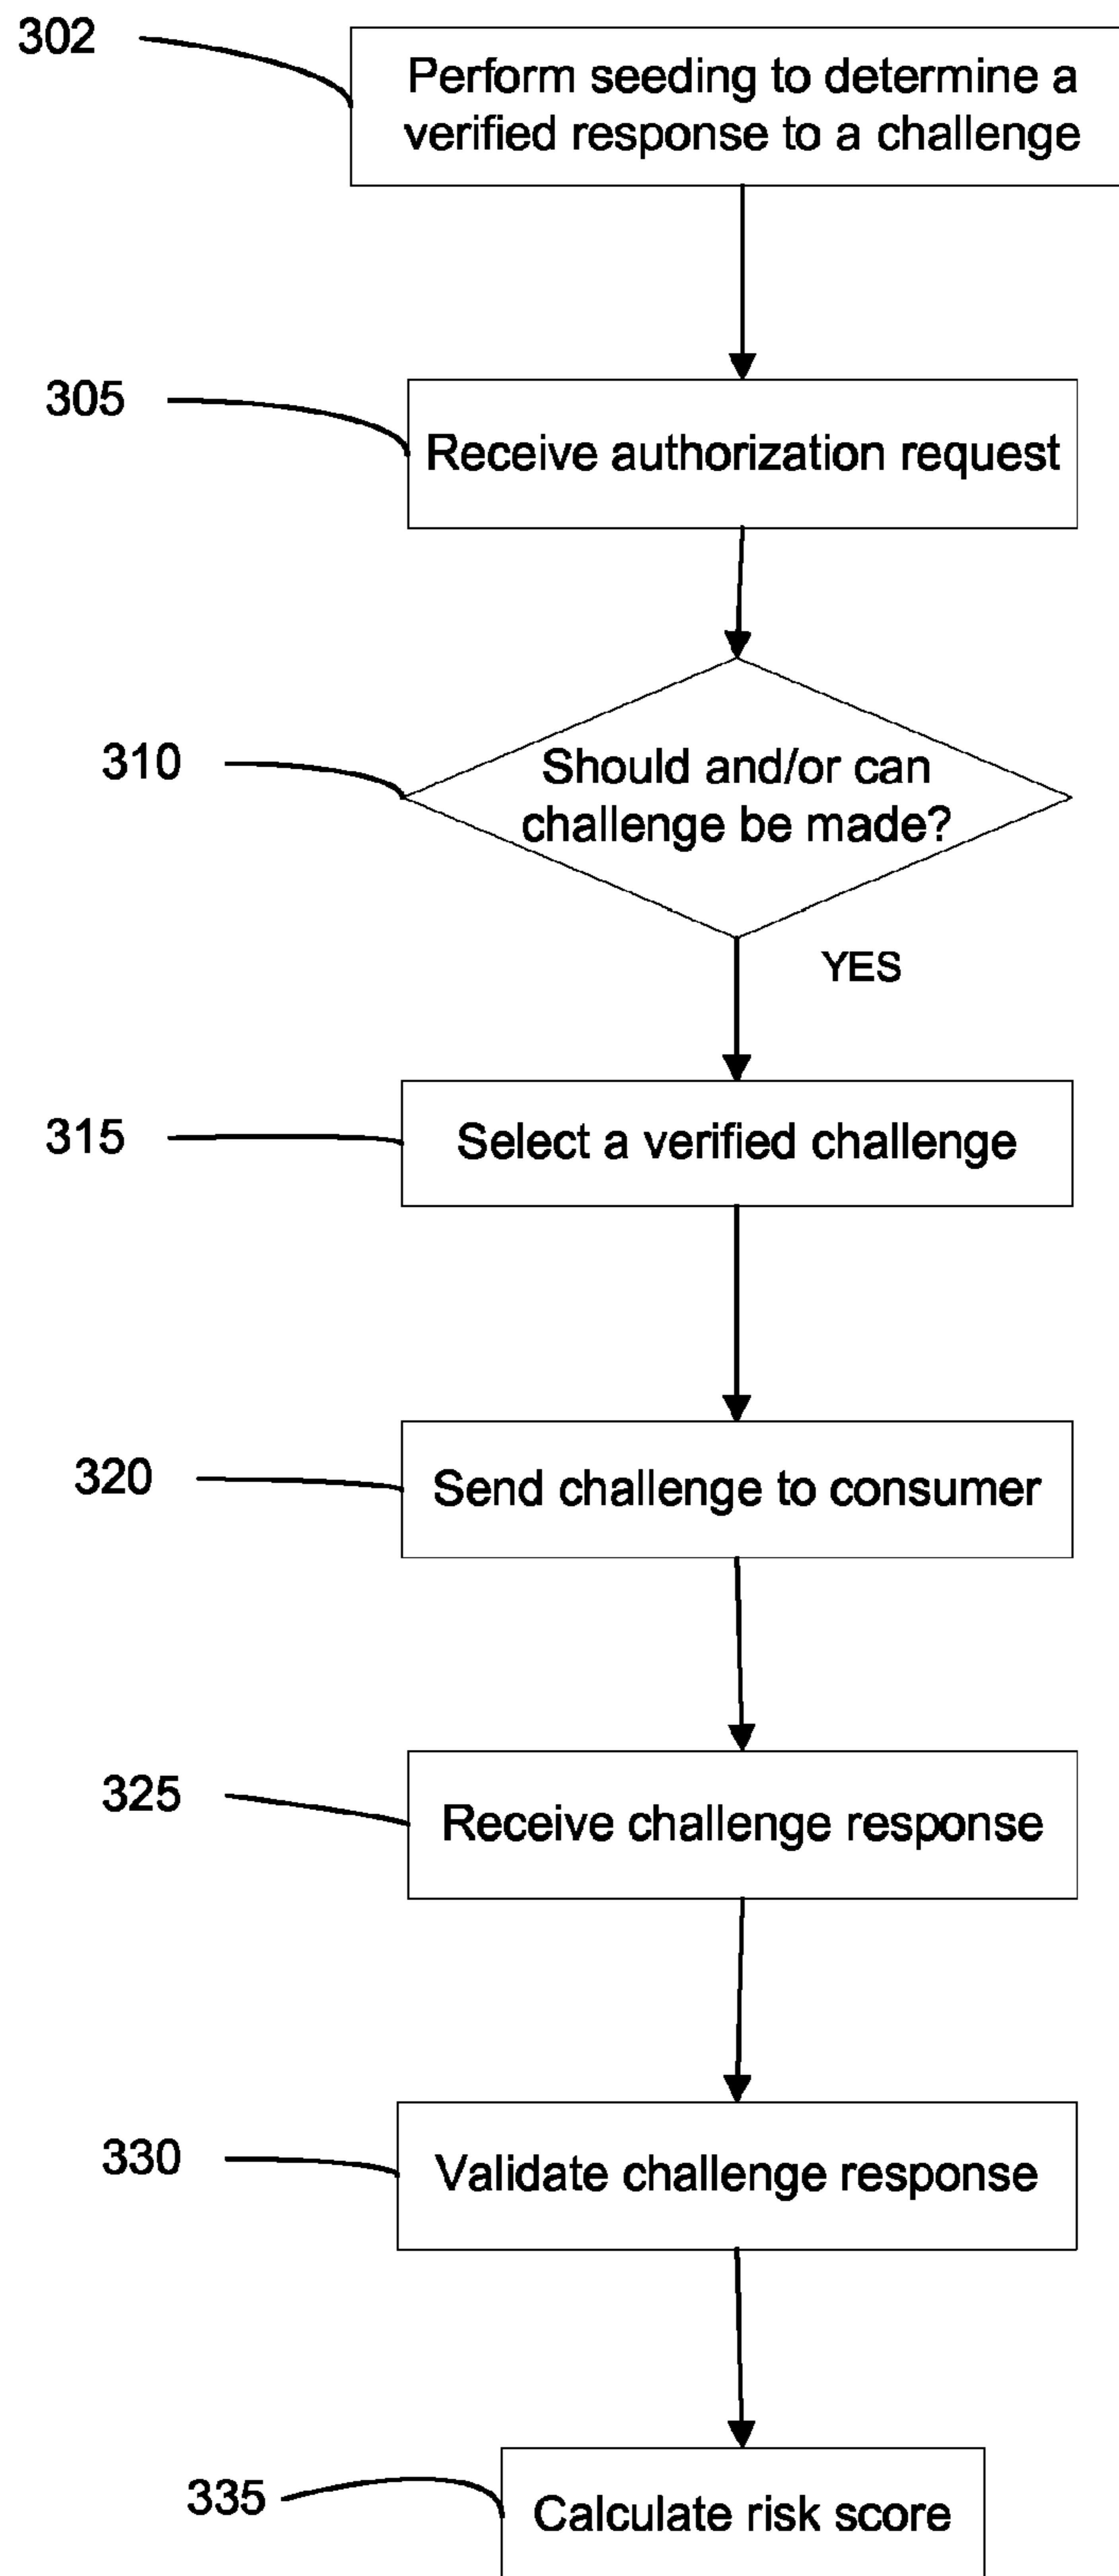 302
Perform seeding to determine a
verified response to a challenge
305
Receive authorization request
310
Should and/or can
challenge be made?
YES
315
Select a verified challenge
320
Send challenge to consumer
325
Receive challenge response
330
Validate challenge response
335
Calculate risk score